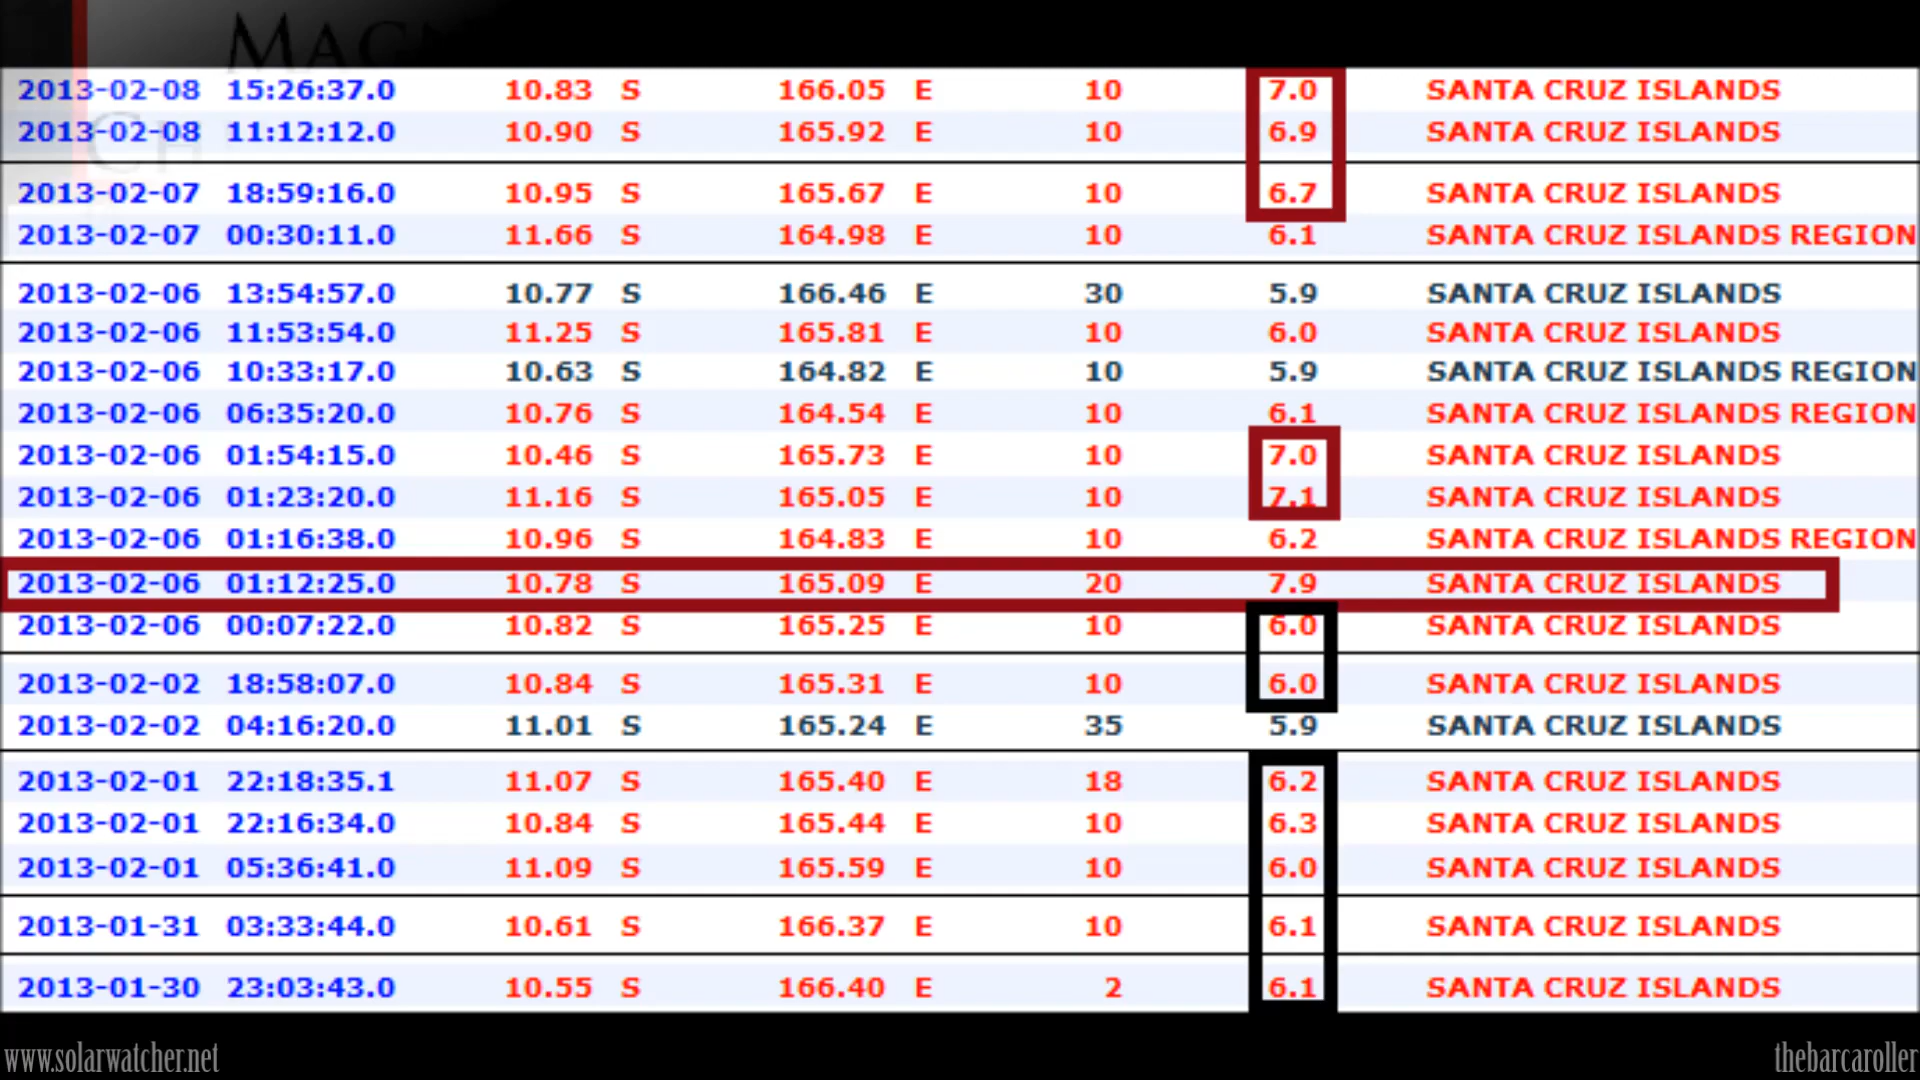 MAG
CH
2013-02-08 15:26:37.0 10.83 S 166.05 E 10 7.0 SANTA CRUZ ISLANDS
2013-02-08 11:12:12.0 10.90 S 165.92 E 10 6.9 SANTA CRUZ ISLANDS
2013-02-07 18:59:16.0 10.95 S 165.67 E 10 6.7 SANTA CRUZ ISLANDS
2013-02-07 00:30:11.0 11.66 S 164.98 E 10 6.1 SANTA CRUZ ISLANDS REGION
2013-02-06 13:54:57.0 10.77 S 166.46 E 30 5.9 SANTA CRUZ ISLANDS
2013-02-06 11:53:54.0 11.25 S 165.81 E 10 6.0 SANTA CRUZ ISLANDS
2013-02-06 10:33:17.0 10.63 S 164.82 E 10 5.9 SANTA CRUZ ISLANDS REGION
2013-02-06 06:35:20.0 10.76 S 164.54 E 10 6.1 SANTA CRUZ ISLANDS REGION
2013-02-06 01:54:15.0 10.46 S 165.73 E 10 7.0 SANTA CRUZ ISLANDS
2013-02-06 01:23:20.0 11.16 S 165.05 E 10 7.1 SANTA CRUZ ISLANDS
2013-02-06 01:16:38.0 10.96 S 164.83 E 10 6.2 SANTA CRUZ ISLANDS REGION
2013-02-06 01:12:25.0 10.78 S 165.09 E 20 7.9 SANTA CRUZ ISLANDS
2013-02-06 00:07:22.0 10.82 S 165.25 E 10 6.0 SANTA CRUZ ISLANDS
2013-02-02 18:58:07.0 10.84 S 165.31 E 10 6.0 SANTA CRUZ ISLANDS
2013-02-02 04:16:20.0 11.01 S 165.24 E 35 5.9 SANTA CRUZ ISLANDS
2013-02-01 22:18:35.1 11.07 S 165.40 E 18 6.2 SANTA CRUZ ISLANDS
2013-02-01 22:16:34.0 10.84 S 165.44 E 10 6.3 SANTA CRUZ ISLANDS
2013-02-01 05:36:41.0 11.09 S 165.59 E 10 6.0 SANTA CRUZ ISLANDS
2013-01-31 03:33:44.0 10.61 S 166.37 E 10 6.1 SANTA CRUZ ISLANDS
2013-01-30 23:03:43.0 10.55 S 166.40 E 2 6.1 SANTA CRUZ ISLANDS
www.solarwatcher.net
thebarcaroller